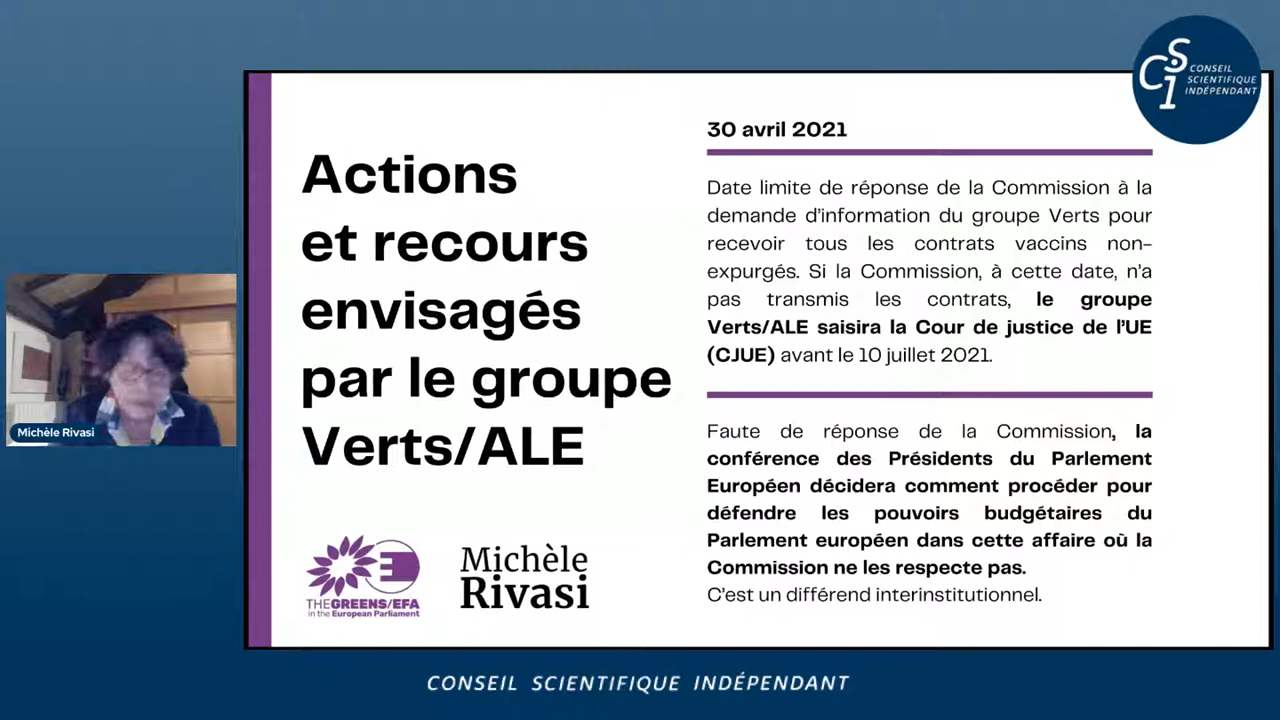 CSI CONSEIL
SCIENTIFIQUE
INDÉPENDANT
Actions
et recours
envisagés
par le groupe
Verts/ALE
30 avril 2021
Date limite de réponse de la Commission à la
demande d'information du groupe Verts pour
recevoir tous les contrats vaccins non-
expurgés. Si la Commission, à cette date, n'a
pas transmis les contrats, le groupe
Verts/ALE saisira la Cour de justice de l'UE
(CJUE) avant le 10 juillet 2021.
Faute de réponse de la Commission, la
conférence des Présidents du Parlement
Européen décidera comment procéder pour
défendre les pouvoirs budgétaires du
Parlement européen dans cette affaire où la
Commission ne les respecte pas.
C'est un différend interinstitutionnel.
Michèle Rivasi
THE GREENS/EFA
in the European Parliament
Michèle
Rivasi
CONSEIL SCIENTIFIQUE INDÉPENDANT